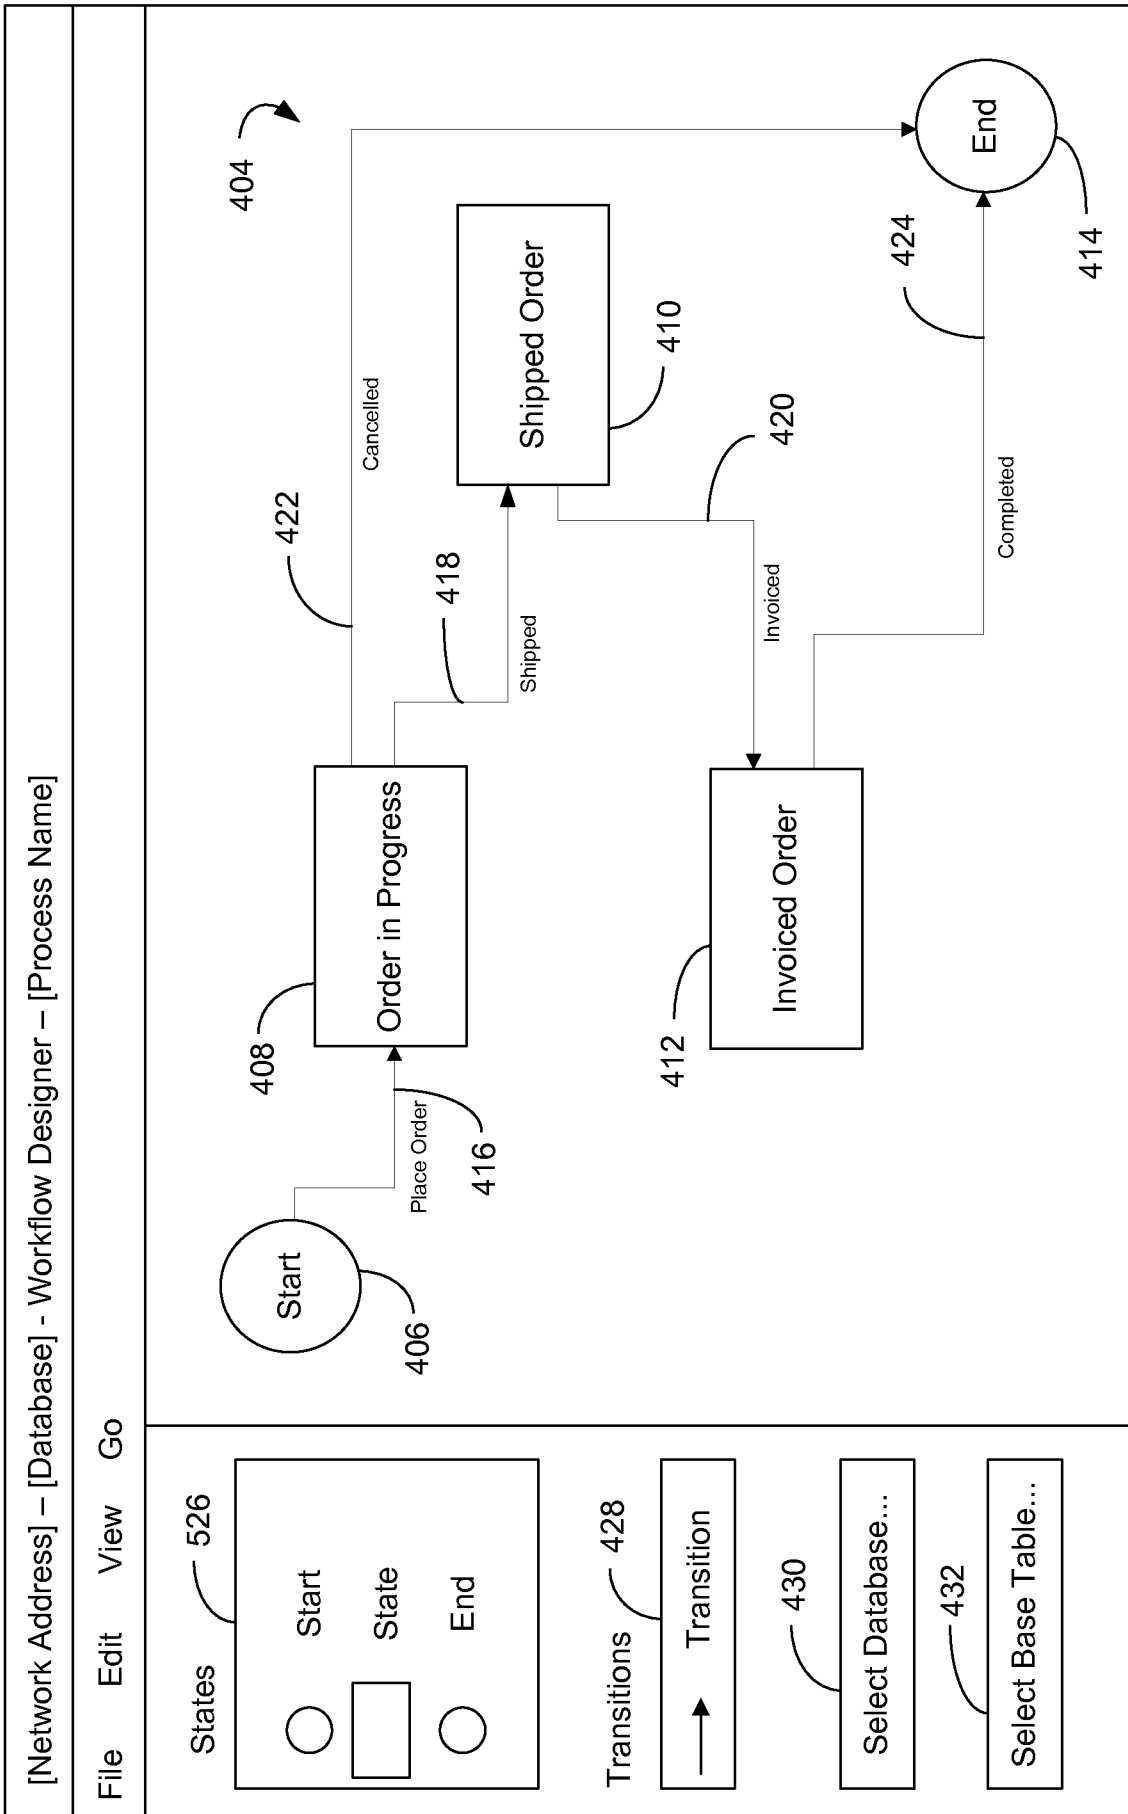 [Network Address] – [Database] - Workflow Designer – [Process Name]
File Edit View Go
States
526
Start
State
End
Transitions
428
Transition
430
Select Database...
432
Select Base Table...
404
Start
406
Place Order
416
408
Order in Progress
422
Cancelled
418
Shipped
Shipped Order
410
420
Invoiced
412
Invoiced Order
Completed
424
End
414